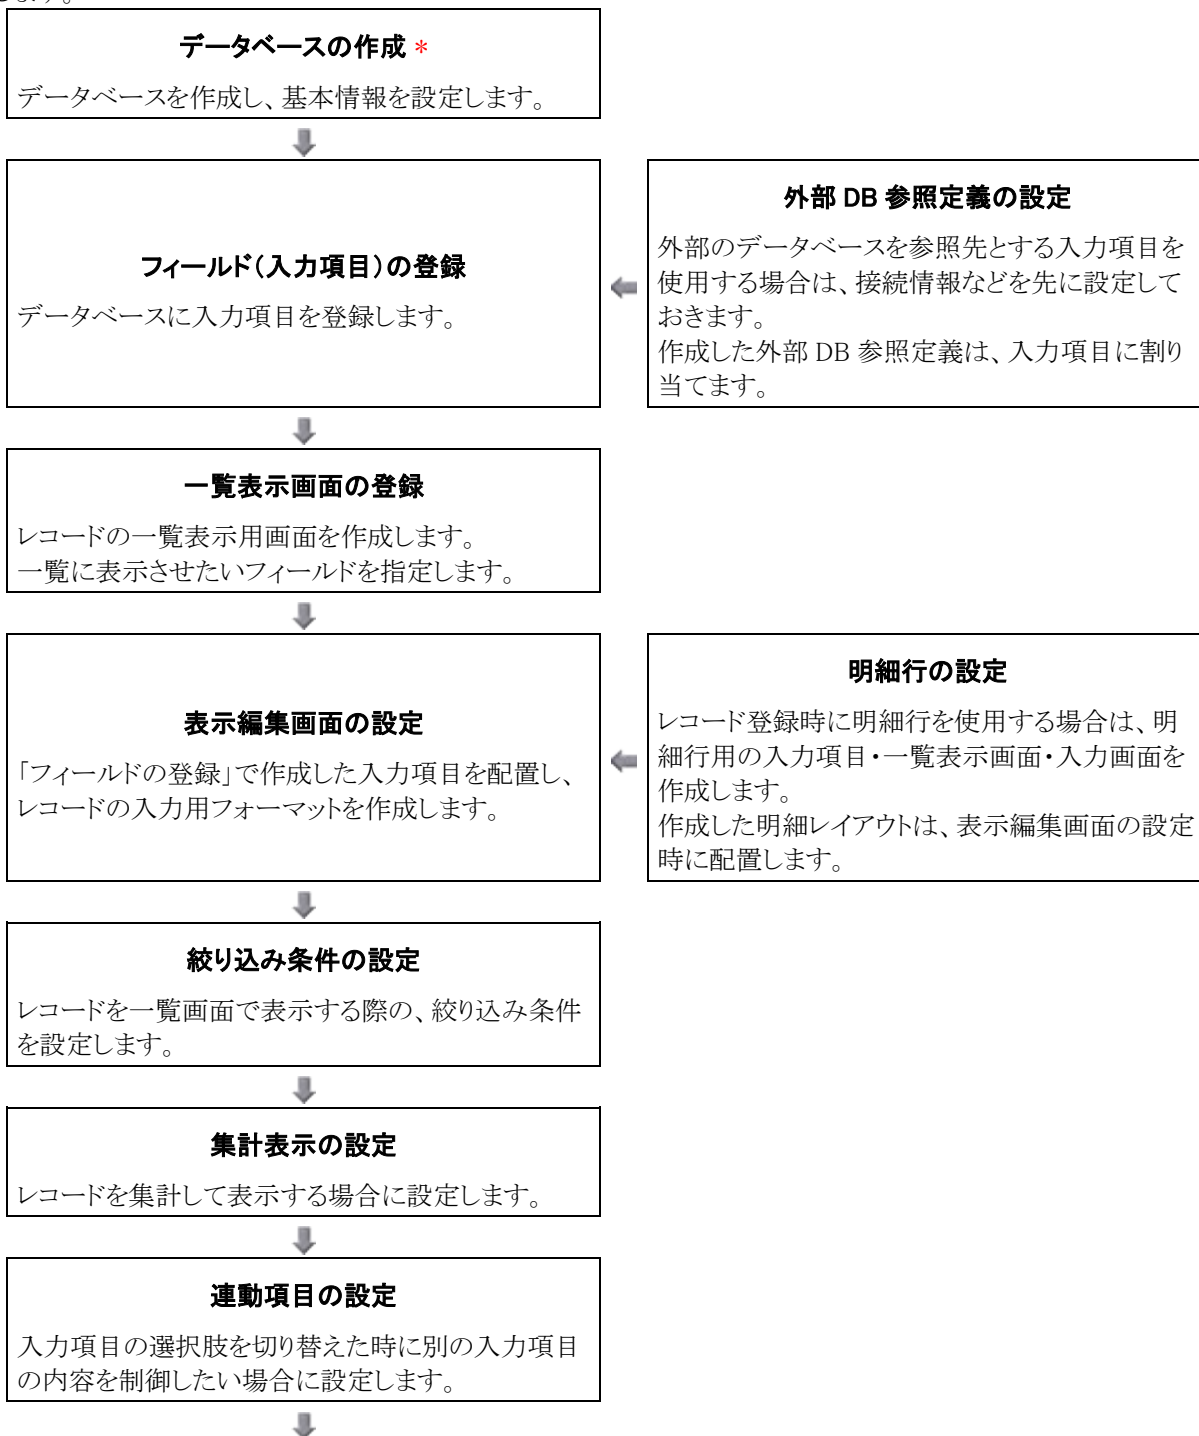 します。
データベースの作成 *
データベースを作成し、基本情報を設定します。
フィールド（入力項目）の登録
データベースに入力項目を登録します。
外部 DB 参照定義の設定
外部のデータベースを参照先とする入力項目を
使用する場合は、接続情報などを先に設定して
おきます。
作成した外部 DB 参照定義は、入力項目に割り
当てます。
一覧表示画面の登録
レコードの一覧表示用画面を作成します。
一覧に表示させたいフィールドを指定します。
表示編集画面の設定
「フィールドの登録」で作成した入力項目を配置し、
レコードの入力用フォーマットを作成します。
明細行の設定
レコード登録時に明細行を使用する場合は、明
細行用の入力項目・一覧表示画面・入力画面を
作成します。
作成した明細レイアウトは、表示編集画面の設定
時に配置します。
絞り込み条件の設定
レコードを一覧画面で表示する際の、絞り込み条件
を設定します。
集計表示の設定
レコードを集計して表示する場合に設定します。
連動項目の設定
入力項目の選択肢を切り替えた時に別の入力項目
の内容を制御したい場合に設定します。